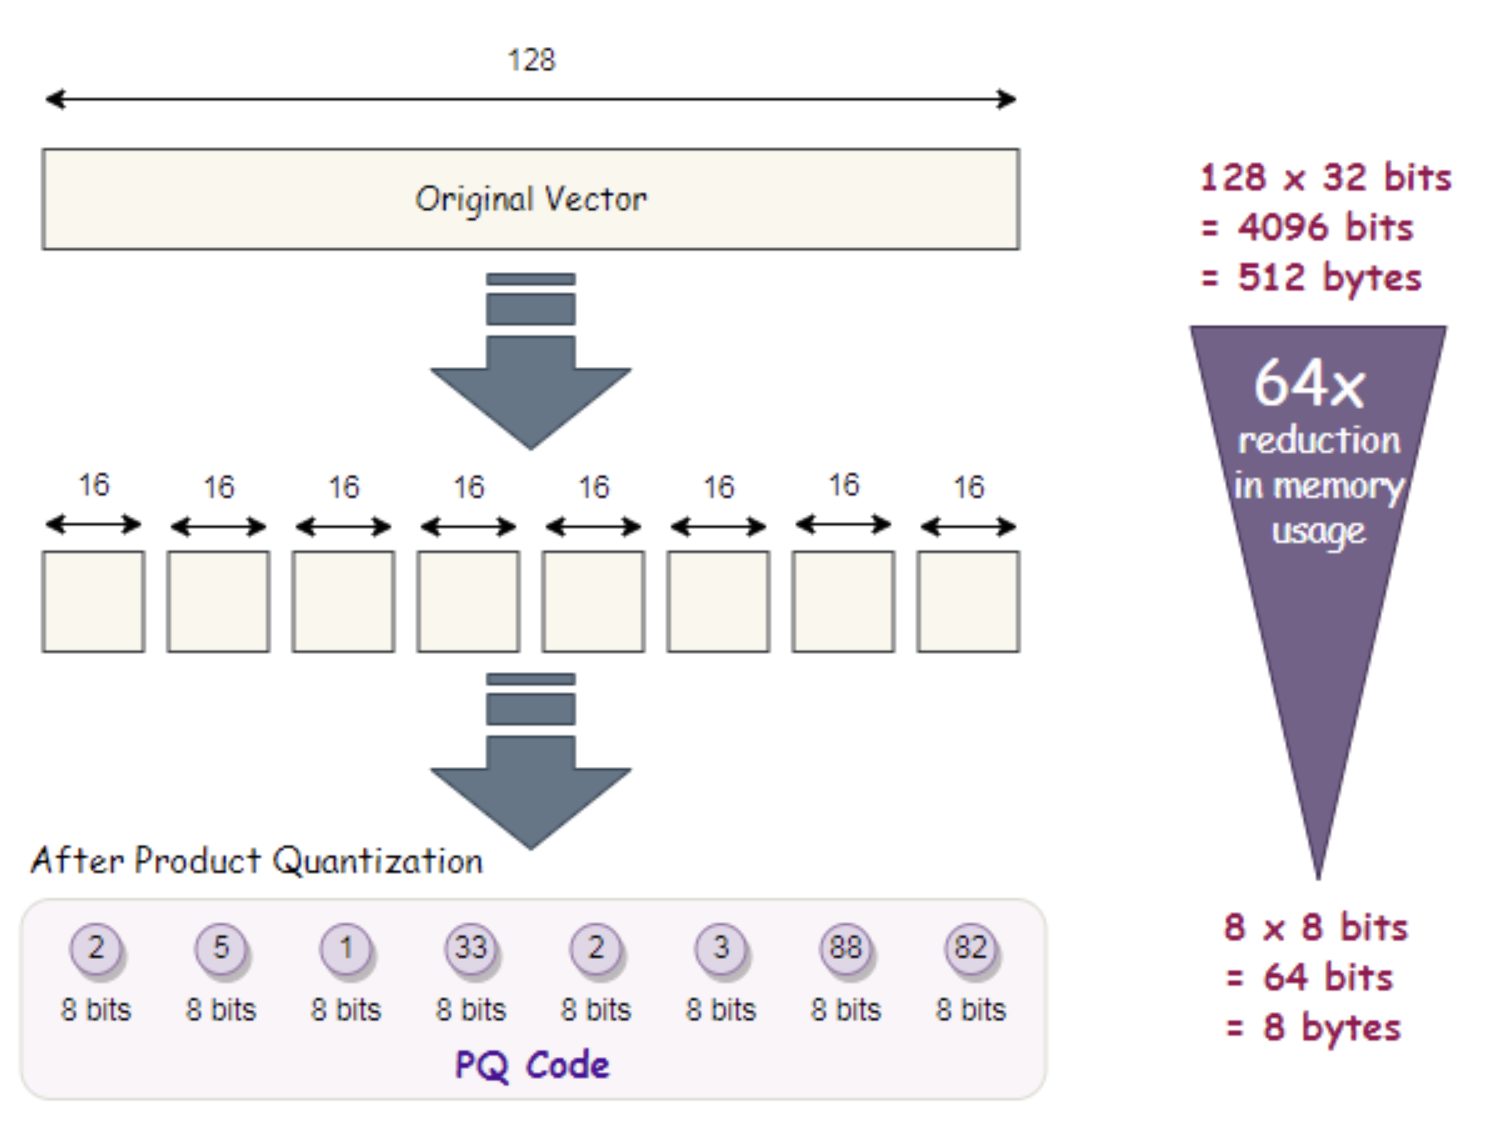 128
Original Vector
128 x 32 bits
= 4096 bits
= 512 bytes
64x
reduction
in memory
usage
16 16 16 16 16 16 16 16
After Product Quantization
2 5 1 33 2 3 88 82
8 bits 8 bits 8 bits 8 bits 8 bits 8 bits 8 bits 8 bits
PQ Code
8 x 8 bits
= 64 bits
= 8 bytes